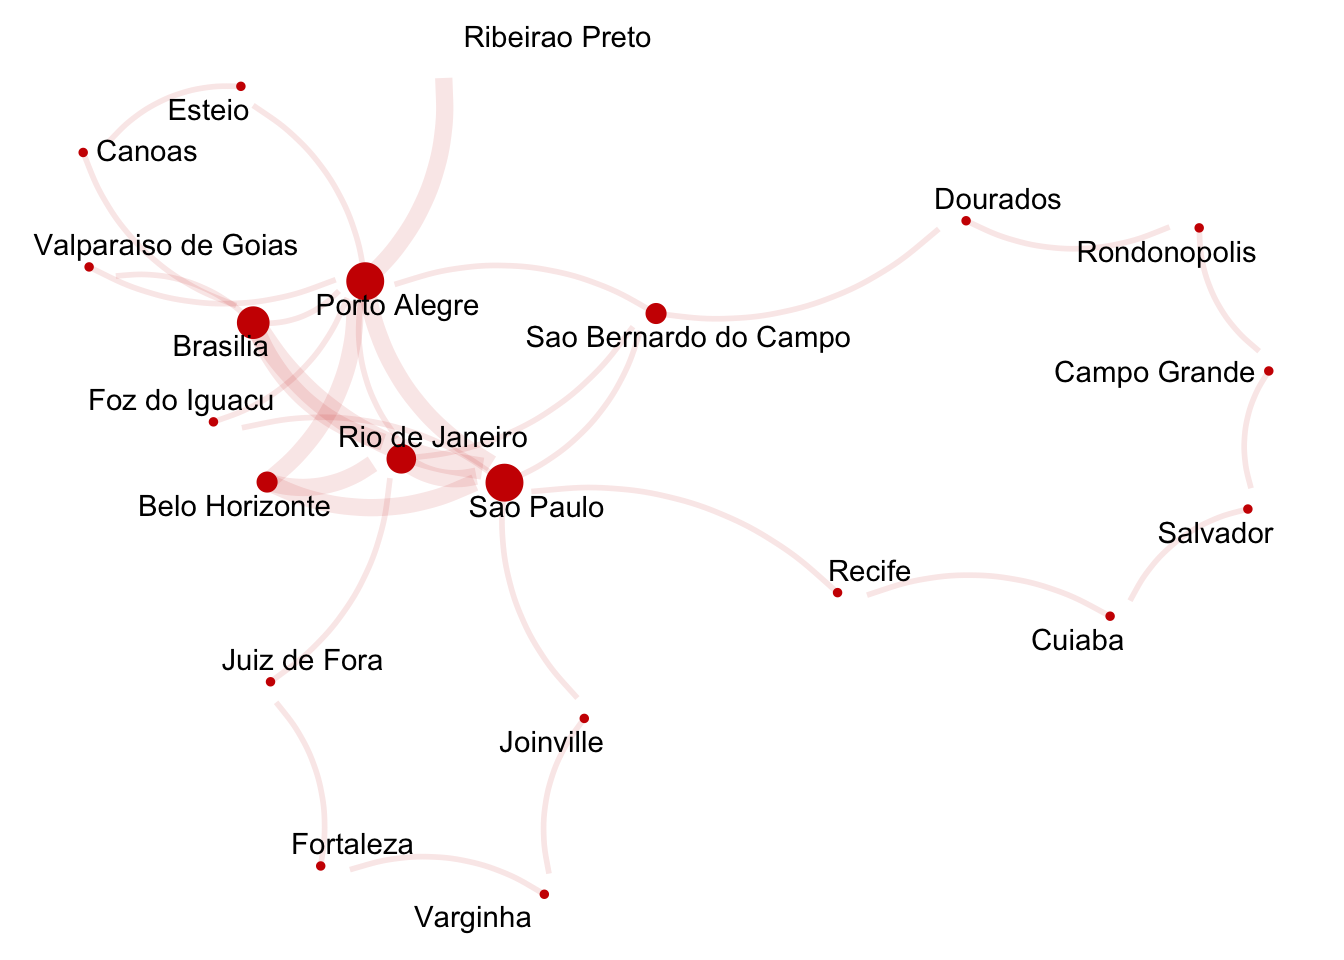 Ribeirao Preto
Esteio
Canoas
Dourados
Valparaiso de Goias
Rondonopolis
Porto Alegre
Sao Bernardo do Campo
Brasilia
Campo Grande
Foz do Iguacu
Rio de Janeiro
Belo Horizonte
Sao Paulo
Salvador
Recife
Cuiaba
Juiz de Fora
Joinville
Fortaleza
Varginha